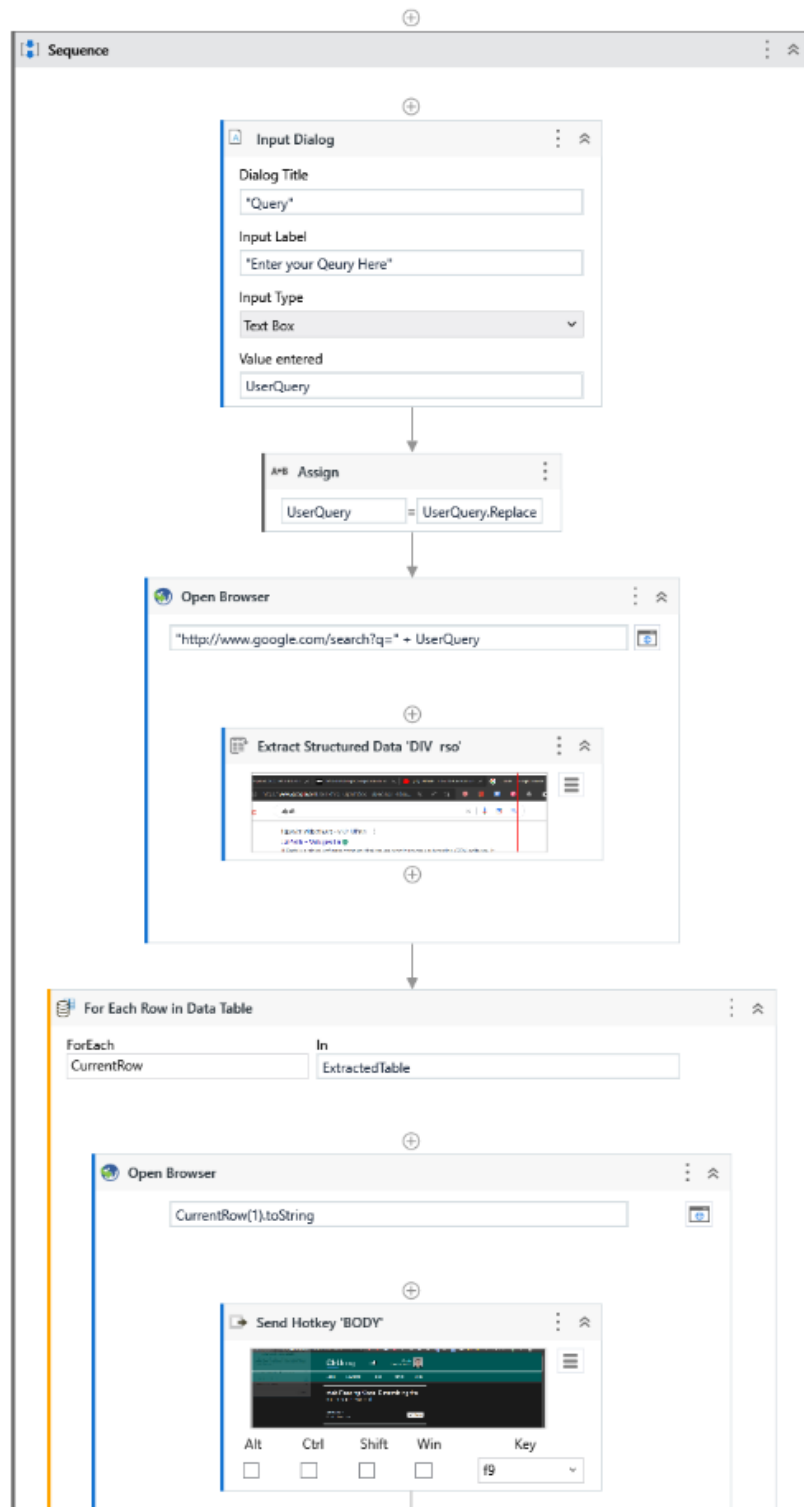 Sequence
Input Dialog
Dialog Title
"Query"
Input Label
"Enter your Qeury Here"
Input Type
Text Box
Value entered
UserQuery
A*B Assign
UserQuery = UserQuery.Replace
Open Browser
"http://www.google.com/search?q=" + UserQuery
Extract Structured Data 'DIV rso'
For Each Row in Data Table
ForEach In
CurrentRow ExtractedTable
Open Browser
CurrentRow(1).toString
Send Hotkey 'BODY'
Alt Ctrl Shift Win Key
f9